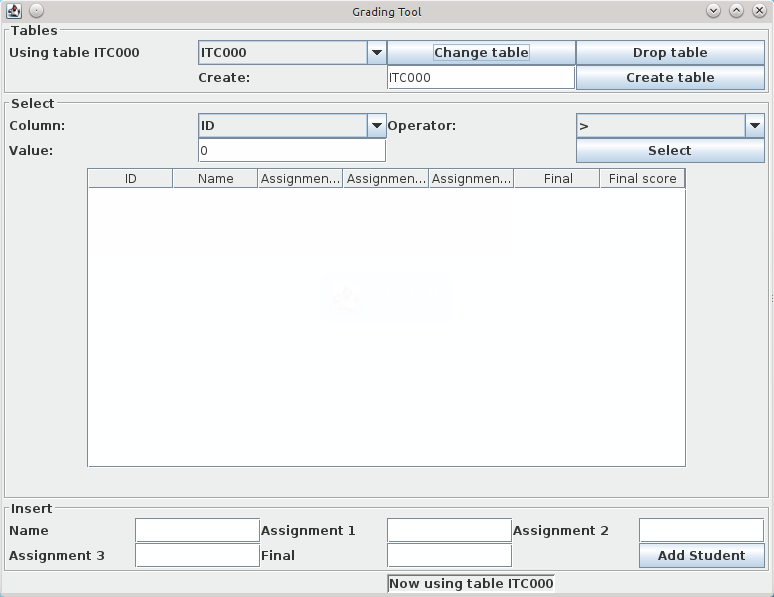 Grading Tool
Tables
Using table ITC000 ITC000 Change table Drop table
Create: ITC000 Create table
Select
Column: ID Operator: >
Value: 0 Select
ID Name Assignmen... Assignmen... Assignmen... Final Final score
Insert
Name Assignment 1 Assignment 2
Assignment 3 Final Add Student
Now using table ITC000